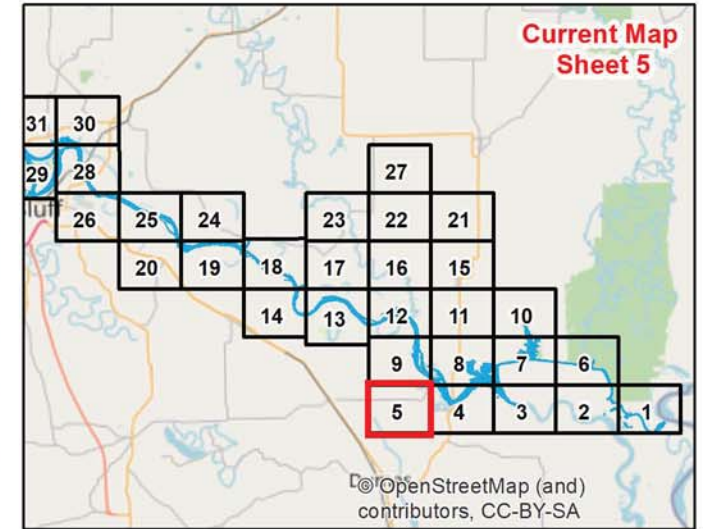 Current Map
Sheet 5
31 30
29 28 27
26 25 24 23 22 21
20 19 18 17 16 15
14 13 12 11 10
9 8 7 6
5 4 3 2 1
© OpenStreetMap (and)
contributors, CC-BY-SA